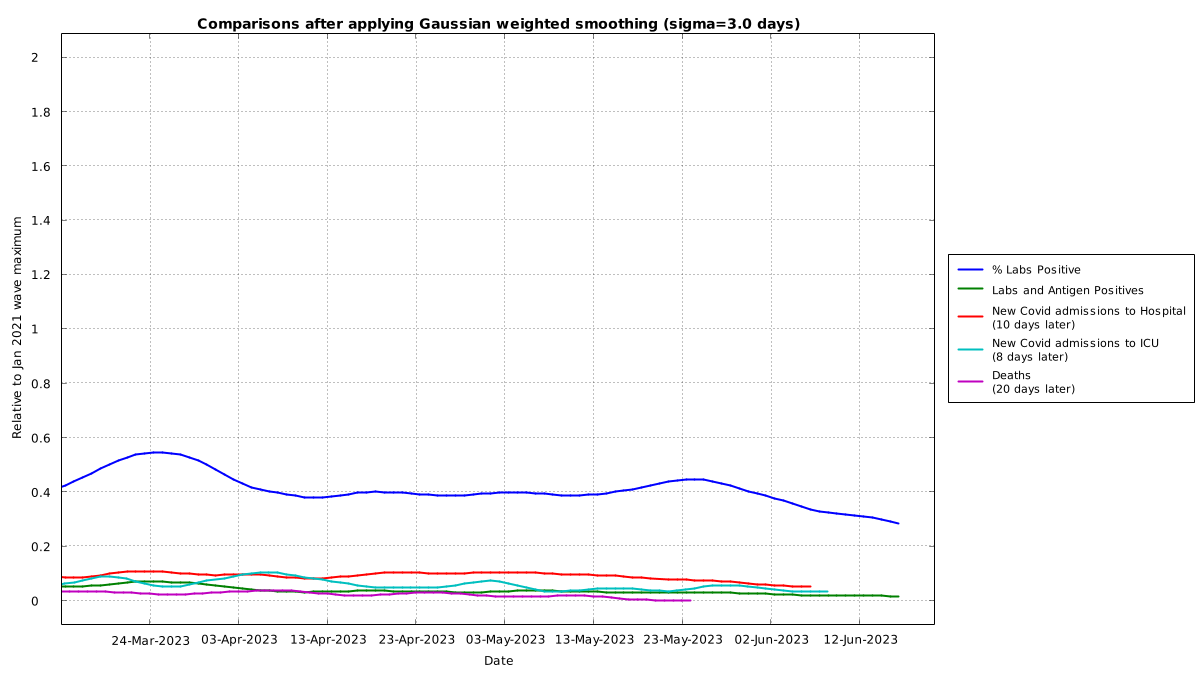 Comparisons after applying Gaussian weighted smoothing (sigma=3.0 days)
Relative to Jan 2021 wave maximum
2
1.8
1.6
1.4
1.2
1
0.8
0.6
0.4
0.2
0
24-Mar-2023 03-Apr-2023 13-Apr-2023 23-Apr-2023 03-May-2023 13-May-2023 23-May-2023 02-Jun-2023 12-Jun-2023
Date
% Labs Positive
Labs and Antigen Positives
New Covid admissions to Hospital
(10 days later)
New Covid admissions to ICU
(8 days later)
Deaths
(20 days later)